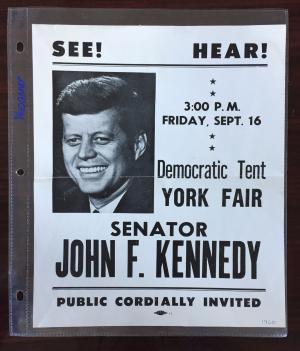 SEE! HEAR!
3:00 P.M.
FRIDAY, SEPT. 16
Democratic Tent
YORK FAIR
SENATOR
JOHN F. KENNEDY
PUBLIC CORDIALLY INVITED
1960